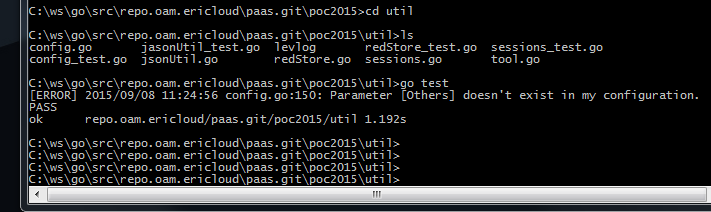 C:\ws\go\src\repo.oam.ericloud\paas.git\poc2015>cd util
C:\ws\go\src\repo.oam.ericloud\paas.git\poc2015\util>ls
config.go       jasonUtil_test.go  levlog       redStore_test.go  sessions_test.go
config_test.go  jsonUtil.go        redStore.go  sessions.go       tool.go
C:\ws\go\src\repo.oam.ericloud\paas.git\poc2015\util>go test
[ERROR] 2015/09/08 11:24:56 config.go:150: Parameter [Others] doesn't exist in my configuration.
PASS
ok      repo.oam.ericloud/paas.git/poc2015/util 1.192s
C:\ws\go\src\repo.oam.ericloud\paas.git\poc2015\util>
C:\ws\go\src\repo.oam.ericloud\paas.git\poc2015\util>
C:\ws\go\src\repo.oam.ericloud\paas.git\poc2015\util>
C:\ws\go\src\repo.oam.ericloud\paas.git\poc2015\util>